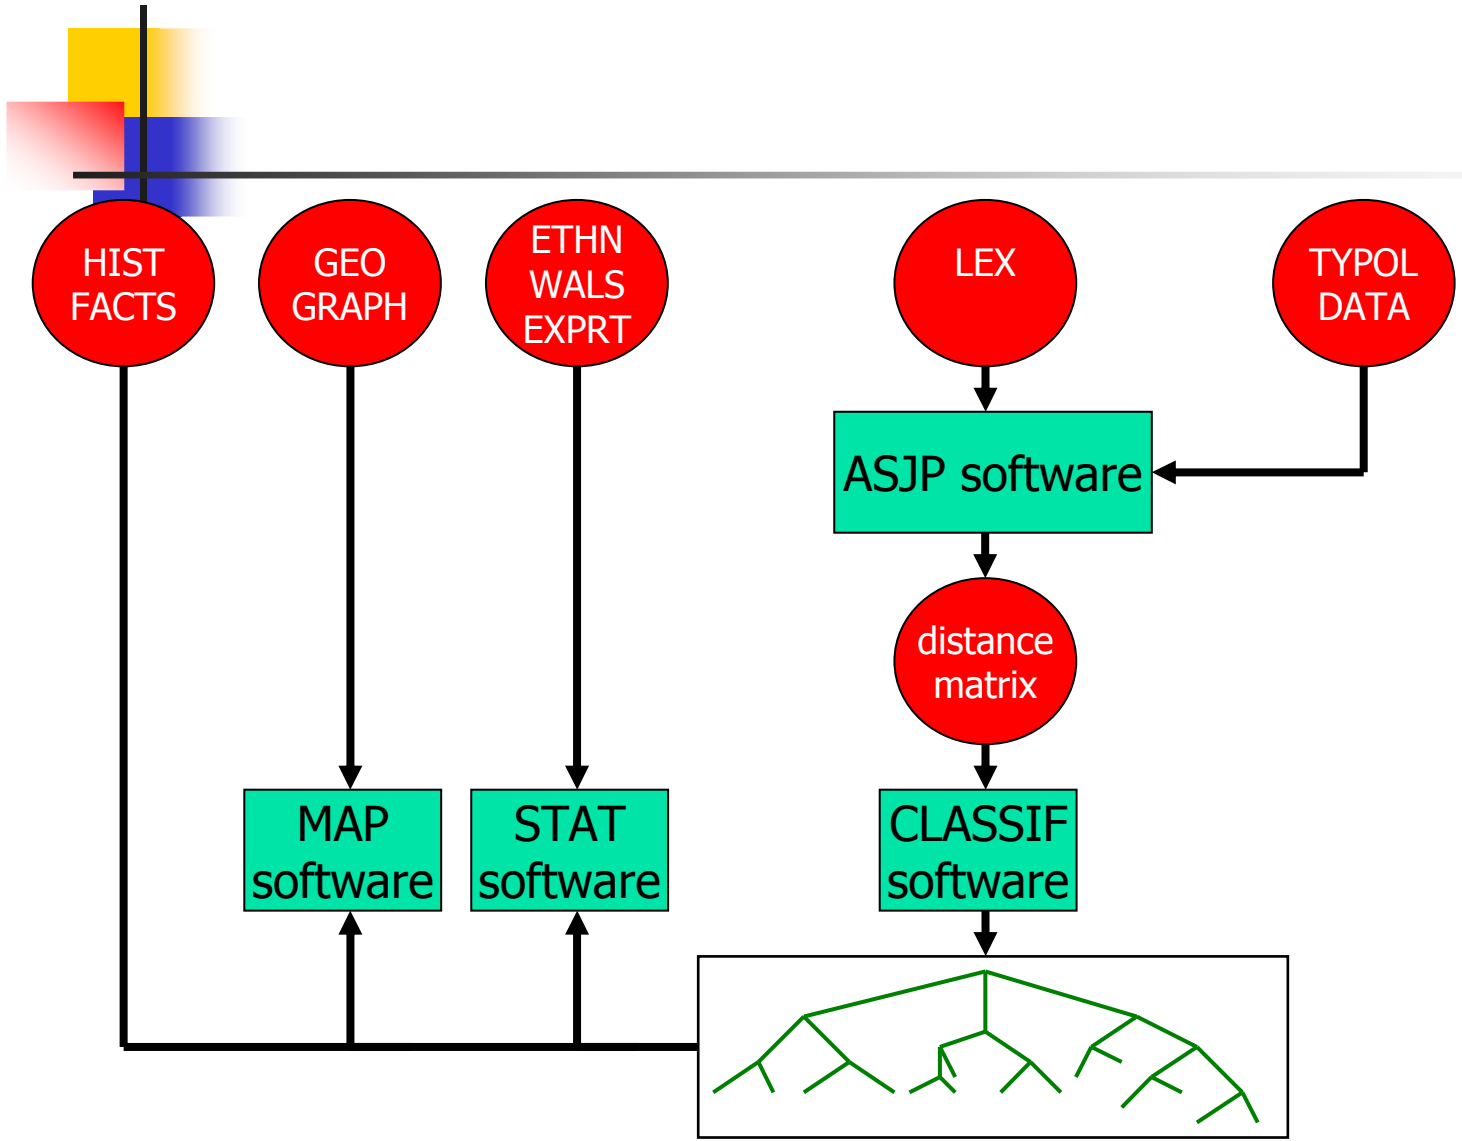 HIST
FACTS
GEO
GRAPH
ETHN
WALS
EXPRT
LEX
TYPOL
DATA
ASJP software
distance
matrix
MAP
software
STAT
software
CLASSIF
software